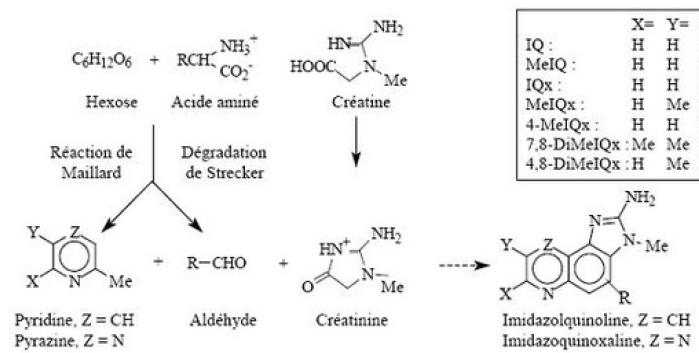 X= Y=
IQ : H H
MeIQ : H H
IQx : H H
MeIQx : H Me
4-MeIQx : H H
7,8-DiMeIQx : Me Me
4,8-DiMeIQx : H Me
C6H12O6 + RCH NH3+ CO2-
HN NH2 HOOC N Me
Hexose Acide aminé Créatine
Réaction de Maillard
Dégradation de Strecker
Y Z X N Me + R–CHO + HN+ NH2 O N Me
Y Z X N N NH2 N Me R
Pyridine, Z = CH
Pyrazine, Z = N
Aldéhyde
Créatinine
Imidazolquinoline, Z = CH
Imidazoquinoxaline, Z = N